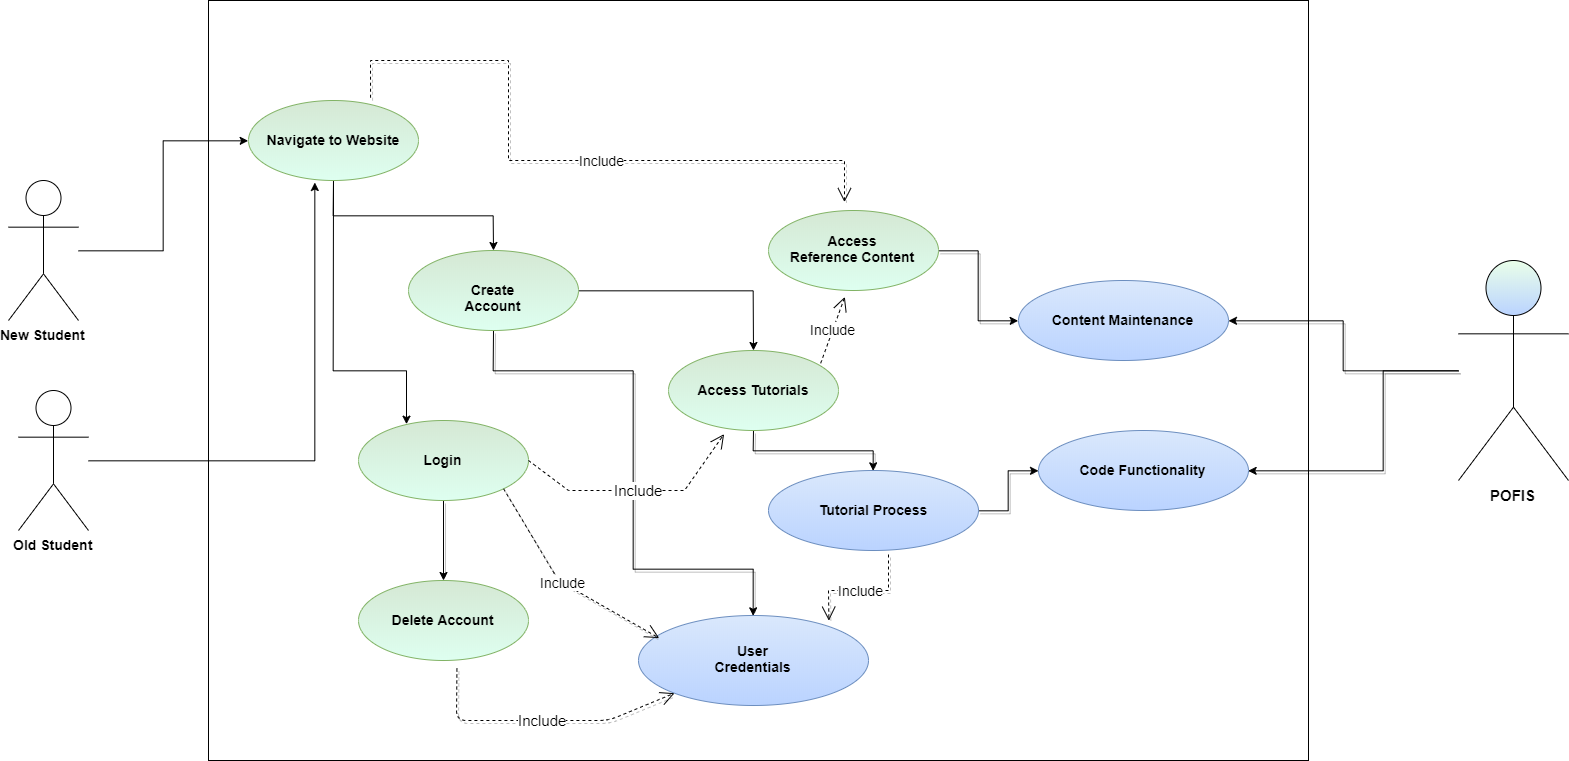 Navigate to Website
Include
New Student
Access
Reference Content
Create
Account
Content Maintenance
Include
Access Tutorials
Login
Code Functionality
Include
POFIS
Tutorial Process
Old Student
Include
Include
Delete Account
User
Credentials
Include